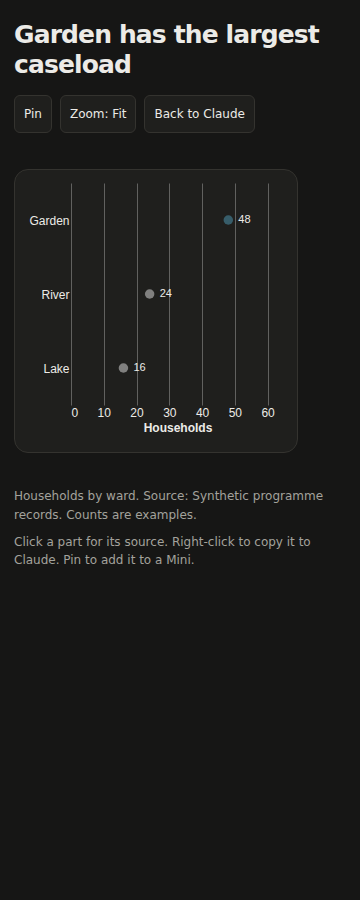 Garden has the largest
caseload
Pin
Zoom: Fit
Back to Claude
Garden
48
River
24
Lake
16
0 10 20 30 40 50 60
Households
Households by ward. Source: Synthetic programme
records. Counts are examples.
Click a part for its source. Right-click to copy it to
Claude. Pin to add it to a Mini.